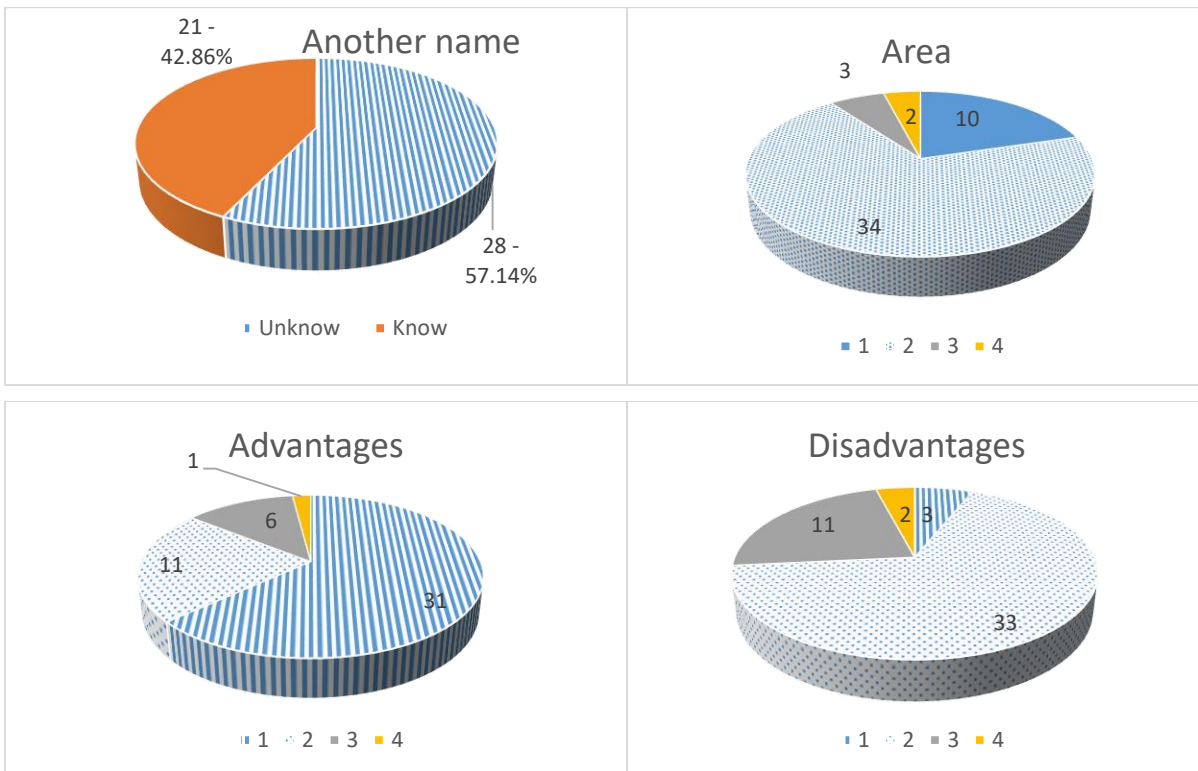 Another name
21 -
42.86%
28 -
57.14%
Unknow Know
Area
3
2
10
34
1 2 3 4
Advantages
1
6
11
31
1 2 3 4
Disadvantages
11
2
3
33
1 2 3 4